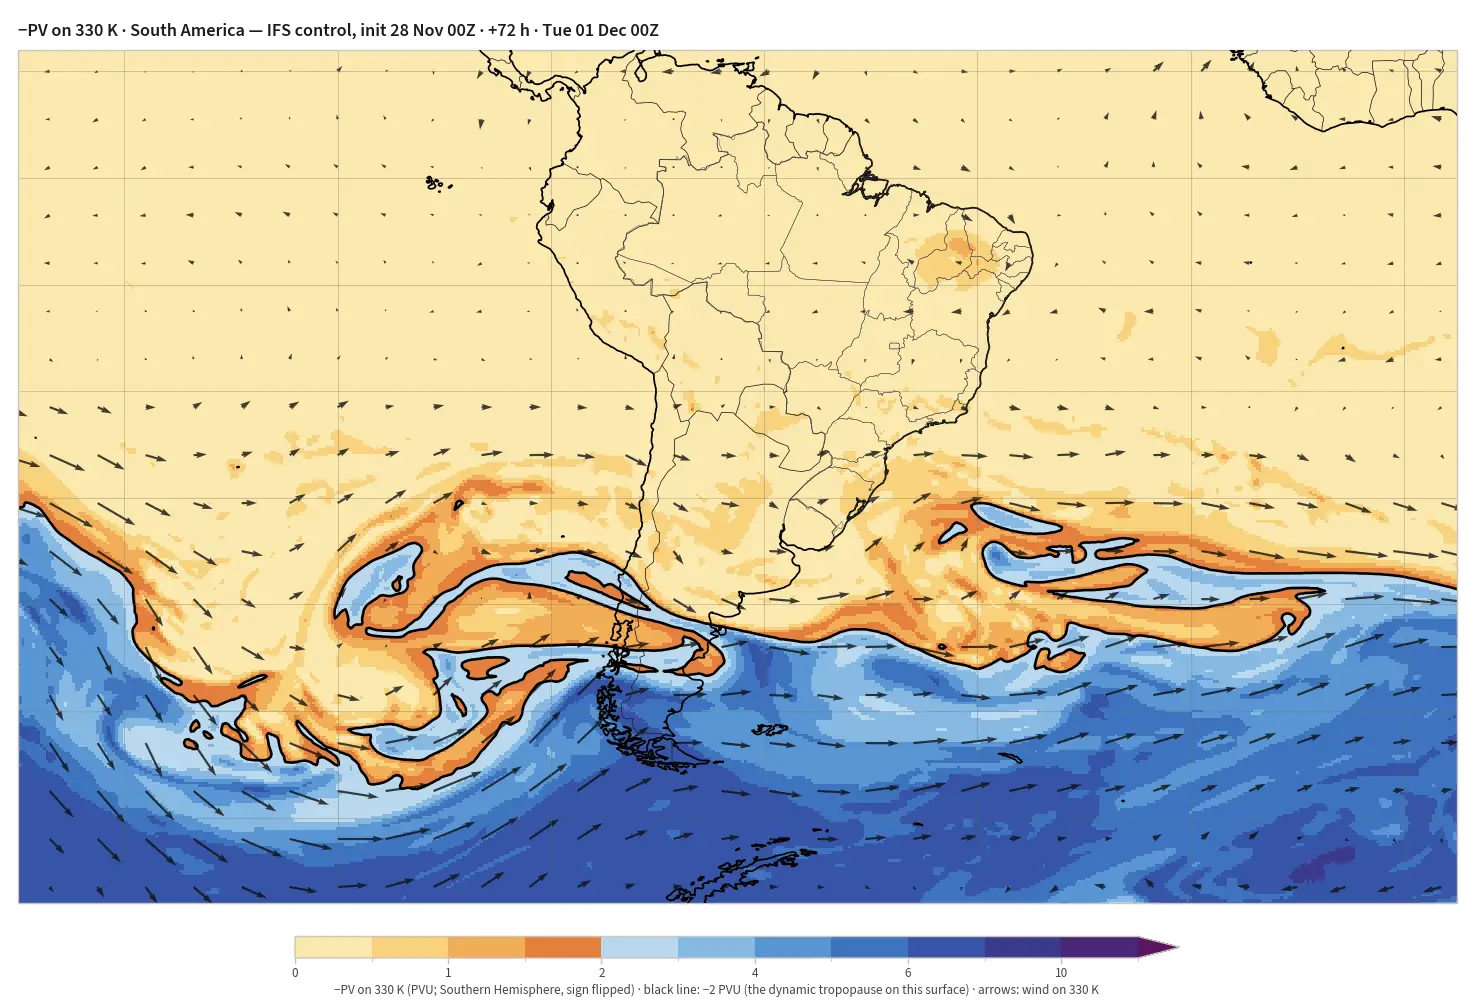 −PV on 330 K · South America — IFS control, init 28 Nov 00Z · +72 h · Tue 01 Dec 00Z
0 1 2 4 6 10
−PV on 330 K (PVU; Southern Hemisphere, sign flipped) · black line: −2 PVU (the dynamic tropopause on this surface) · arrows: wind on 330 K